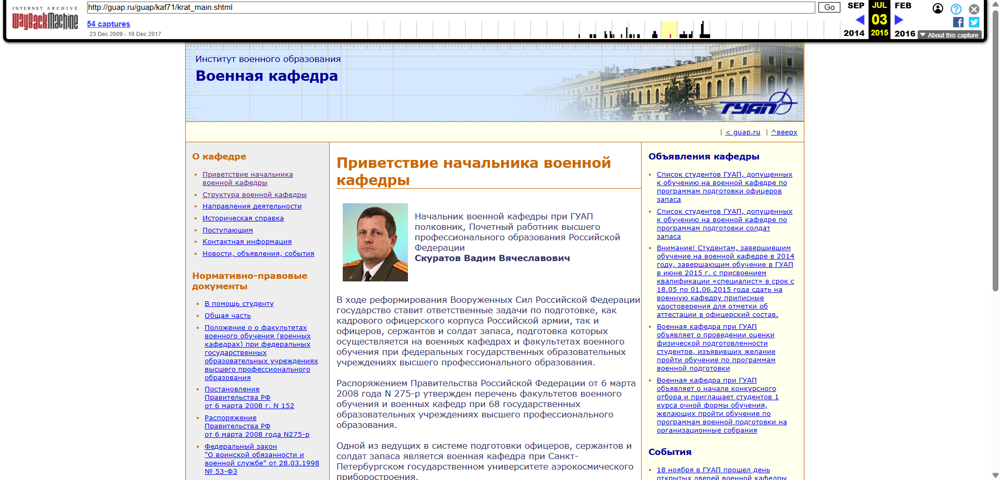 INTERNET ARCHIVE
WayBackMachine
http://guap.ru/guap/kaf71/krat_main.shtml
Go
54 captures
23 Dec 2009 - 19 Dec 2017
SEP JUL FEB
03
2014 2015 2016
About this capture
Институт военного образования
Военная кафедра
ГУАП
| < guap.ru | ^вверх
О кафедре
Приветствие начальника
военной кафедры
Структура военной кафедры
Направления деятельности
Историческая справка
Поступающим
Контактная информация
Новости, объявления, события
Нормативно-правовые
документы
В помощь студенту
Общая часть
Положение о о факультетах
военного обучения (военных
кафедрах) при федеральных
государственных
образовательных учреждениях
высшего профессионального
образования
Постановление
Правительства РФ
от 6 марта 2008 г. N 152
Распоряжение
Правительства РФ
от 6 марта 2008 года N275-р
Федеральный закон
"О воинской обязанности и
военной службе" от 28.03.1998
№ 53-ФЗ
Приветствие начальника военной
кафедры
Начальник военной кафедры при ГУАП
полковник, Почетный работник высшего
профессионального образования Российской
Федерации
Скуратов Вадим Вячеславович
В ходе реформирования Вооруженных Сил Российской Федерации
государство ставит ответственные задачи по подготовке, как
кадрового офицерского корпуса Российской армии, так и
офицеров, сержантов и солдат запаса, подготовка которых
осуществляется на военных кафедрах и факультетах военного
обучения при федеральных государственных образовательных
учреждениях высшего профессионального образования.
Распоряжением Правительства Российской Федерации от 6 марта
2008 года N 275-р утвержден перечень факультетов военного
обучения и военных кафедр при 68 государственных
образовательных учреждениях высшего профессионального
образования.
Одной из ведущих в системе подготовки офицеров, сержантов и
солдат запаса является военная кафедра при Санкт-
Петербургском государственном университете аэрокосмического
приборостроения.
Объявления кафедры
Список студентов ГУАП, допущенных
к обучению на военной кафедре по
программам подготовки офицеров
запаса
Список студентов ГУАП, допущенных
к обучению на военной кафедре по
программам подготовки солдат
запаса
Внимание! Студентам, завершившим
обучение на военной кафедре в 2014
году, завершающим обучение в ГУАП
в июне 2015 г. с присвоением
квалификации «специалист» в срок с
18.05 по 01.06.2015 года сдать на
военную кафедру приписные
удостоверения для отметки об
аттестации в офицерский состав.
Военная кафедра при ГУАП
объявляет о проведении оценки
физической подготовленности
студентов, изъявивших желание
пройти обучение по программам
военной подготовки
Военная кафедра при ГУАП
объявляет о начале конкурсного
отбора и приглашает студентов 1
курса очной формы обучения,
желающих пройти обучение по
программам военной подготовки на
организационные собрания
События
18 ноября в ГУАП прошел день
открытых дверей военной кафедры